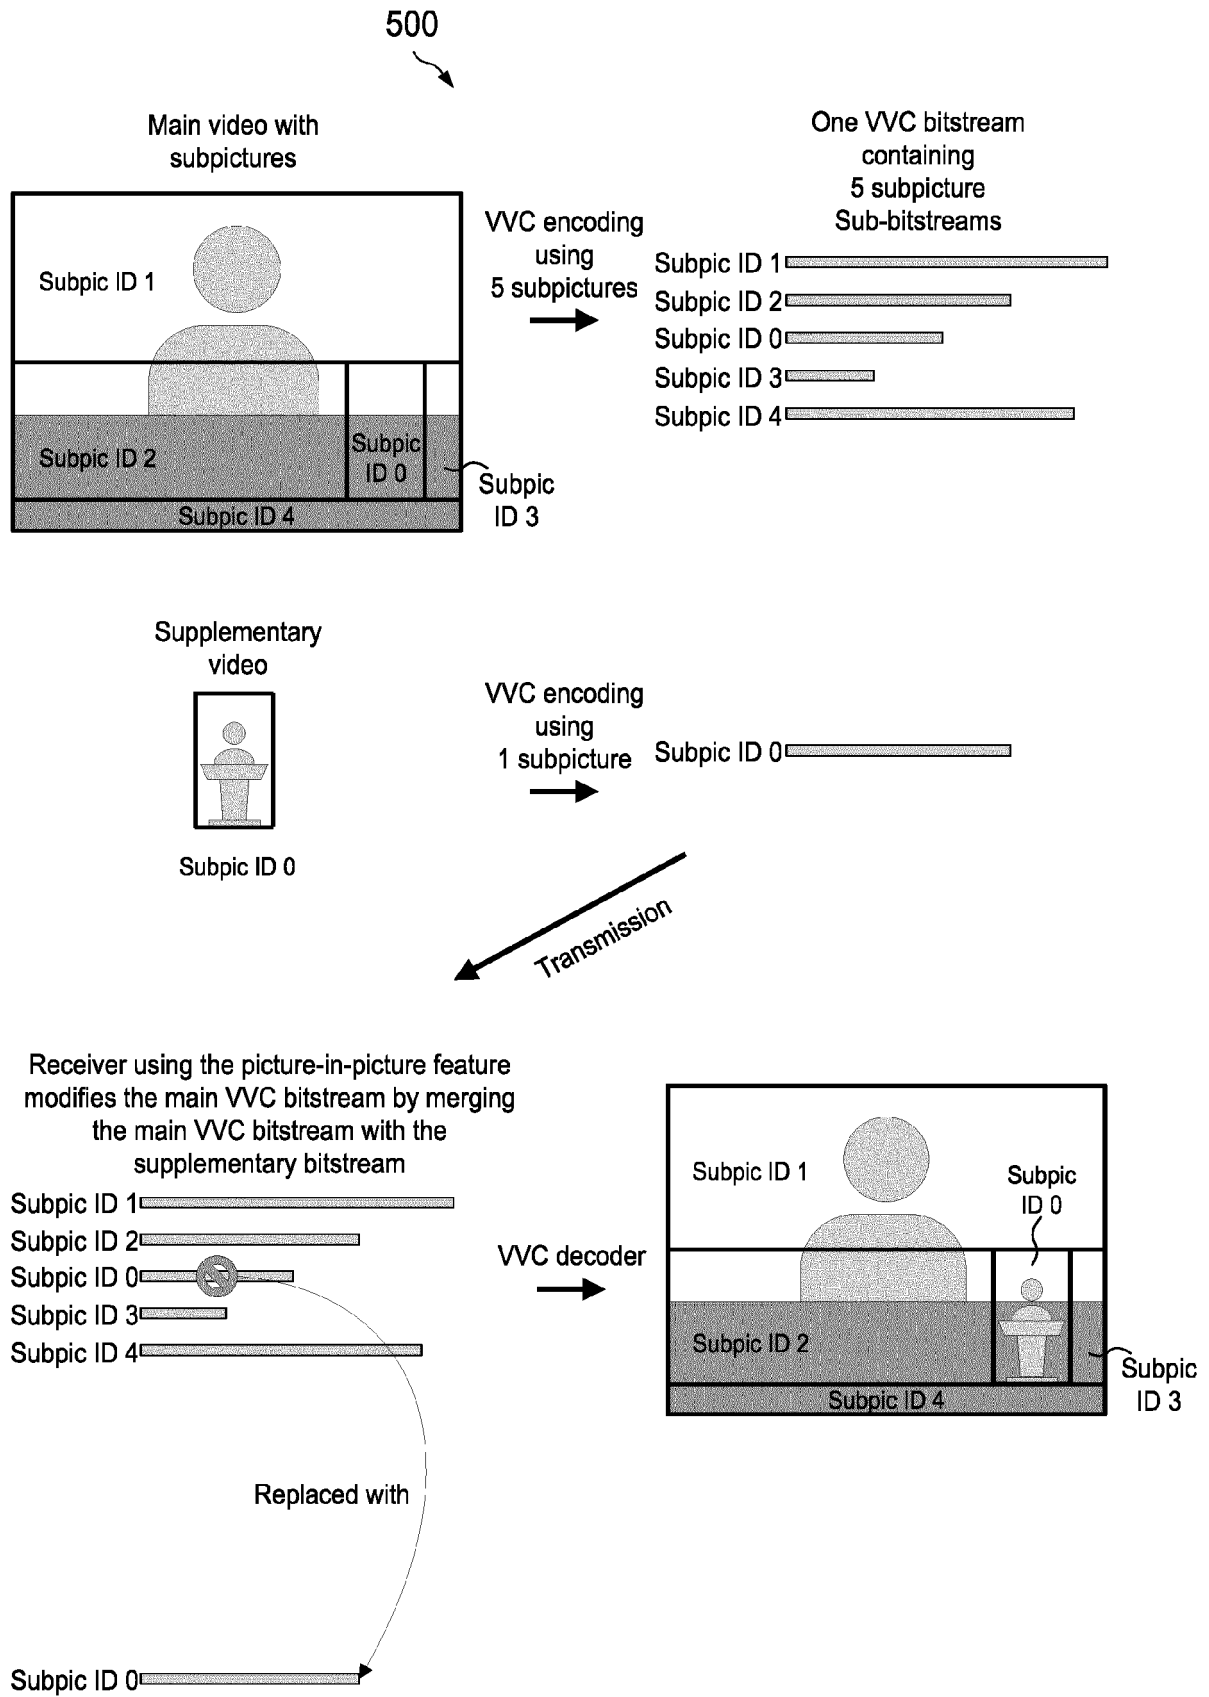 500
Main video with
subpictures
Subpic ID 1
Subpic ID 2
Subpic
ID 0
Subpic
ID 3
Subpic ID 4
VVC encoding
using
5 subpictures
One VVC bitstream
containing
5 subpicture
Sub-bitstreams
Subpic ID 1
Subpic ID 2
Subpic ID 0
Subpic ID 3
Subpic ID 4
Supplementary
video
Subpic ID 0
VVC encoding
using
1 subpicture
Subpic ID 0
Transmission
Receiver using the picture-in-picture feature
modifies the main VVC bitstream by merging
the main VVC bitstream with the
supplementary bitstream
Subpic ID 1
Subpic ID 2
Subpic ID 0
Subpic ID 3
Subpic ID 4
Replaced with
Subpic ID 0
VVC decoder
Subpic ID 1
Subpic
ID 0
Subpic ID 2
Subpic
ID 3
Subpic ID 4